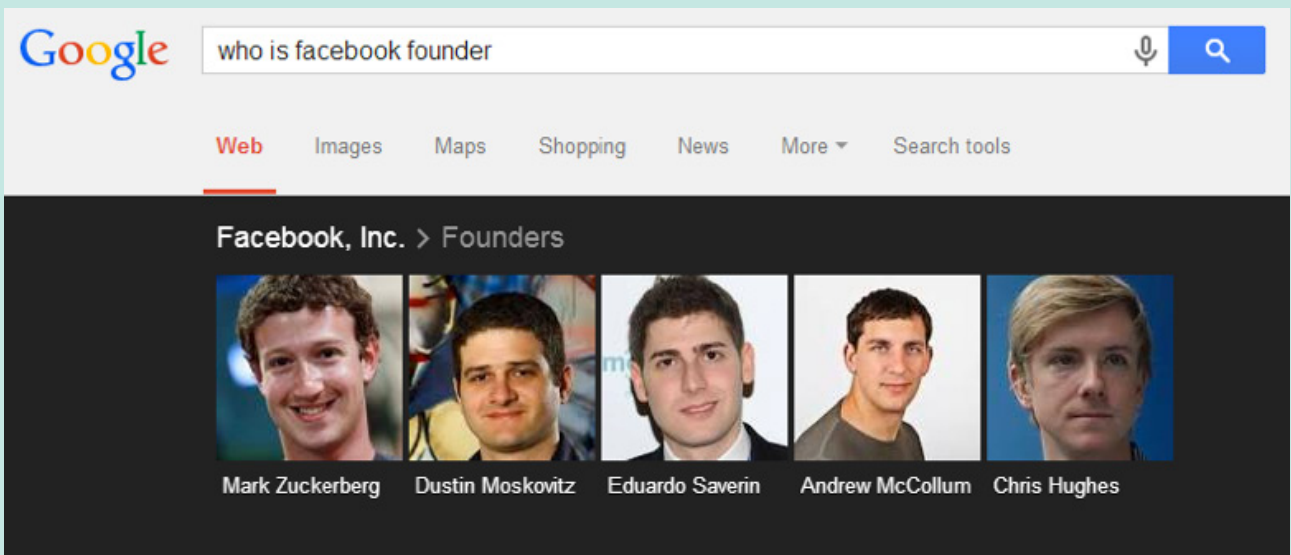 Google who is facebook founder
Web Images Maps Shopping News More Search tools
Facebook, Inc. > Founders
Mark Zuckerberg Dustin Moskovitz Eduardo Saverin Andrew McCollum Chris Hughes